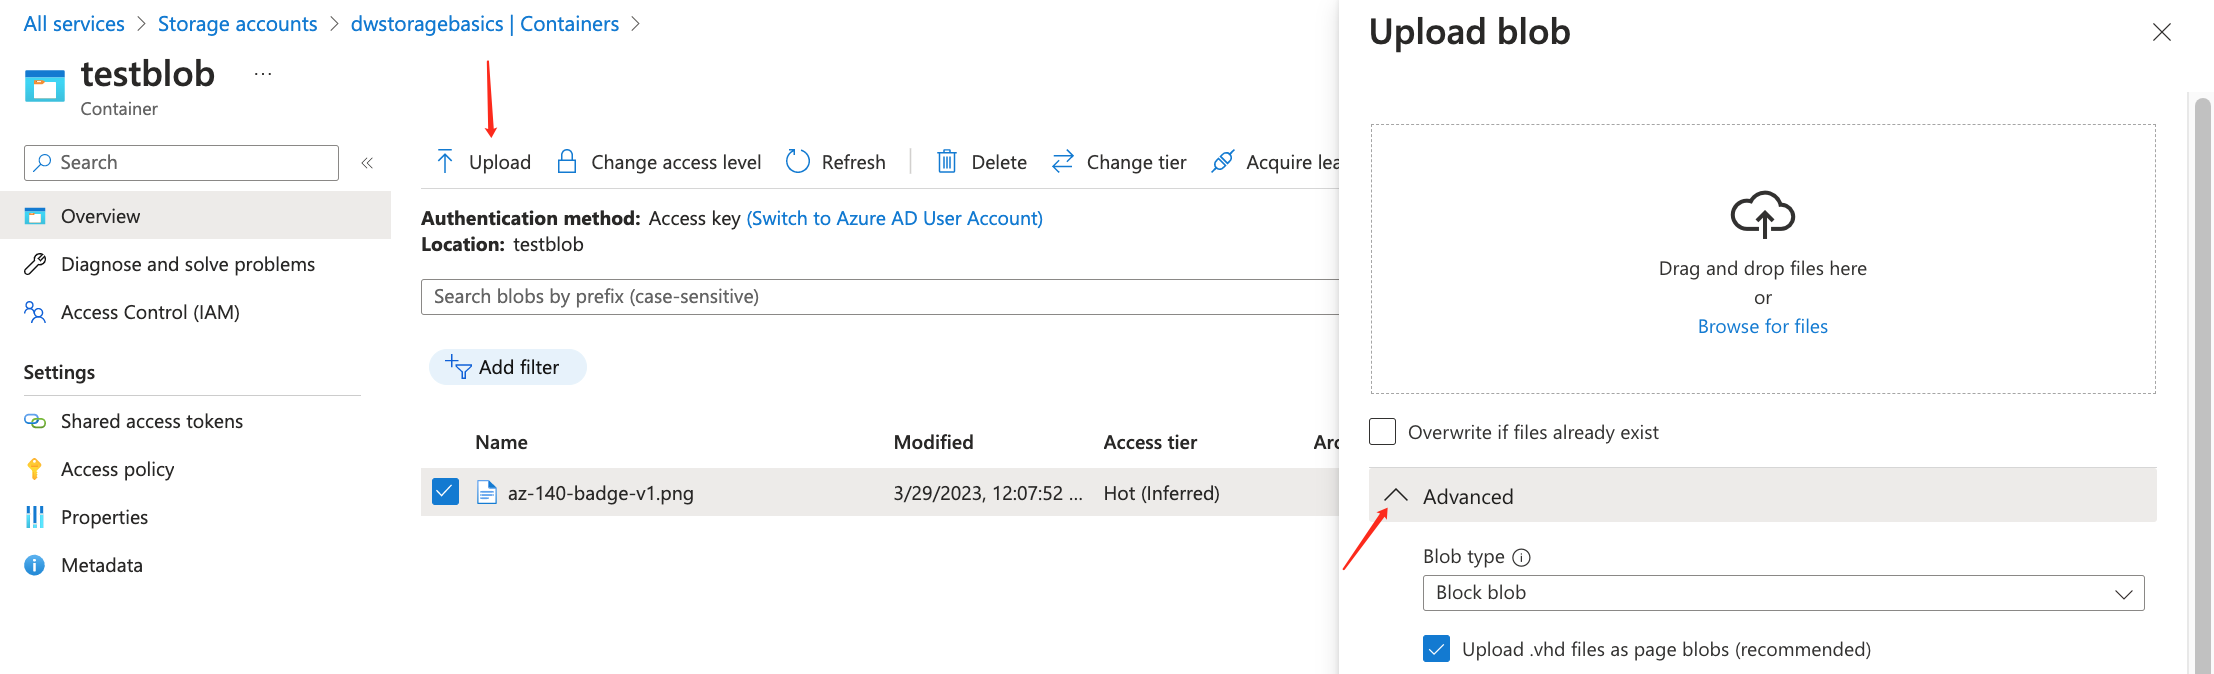 All services > Storage accounts > dwstoragebasics | Containers >
testblob ...
Container
Search
«
Overview
Diagnose and solve problems
Access Control (IAM)
Settings
Shared access tokens
Access policy
Properties
Metadata
Upload Change access level Refresh Delete Change tier Acquire lea
Authentication method: Access key (Switch to Azure AD User Account)
Location: testblob
Search blobs by prefix (case-sensitive)
Add filter
Name Modified Access tier Arc
az-140-badge-v1.png 3/29/2023, 12:07:52 ... Hot (Inferred)
Upload blob
Drag and drop files here
or
Browse for files
Overwrite if files already exist
Advanced
Blob type
Block blob
Upload .vhd files as page blobs (recommended)